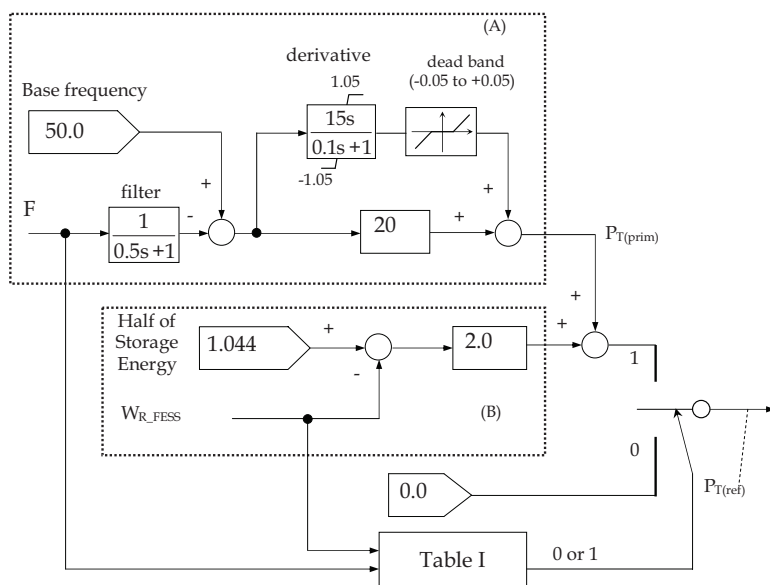 (A)
derivative
dead band
(-0.05 to +0.05)
1.05
Base frequency
50.0
15s
0.1s+1
-1.05
+
+
filter
F
1
0.5s+1
-
20
+
P_T(prim)
+
Half of
Storage
Energy
1.044
+
-
2.0
+
1
W_R_FESS
(B)
0
0.0
P_T(ref)
Table I
0 or 1